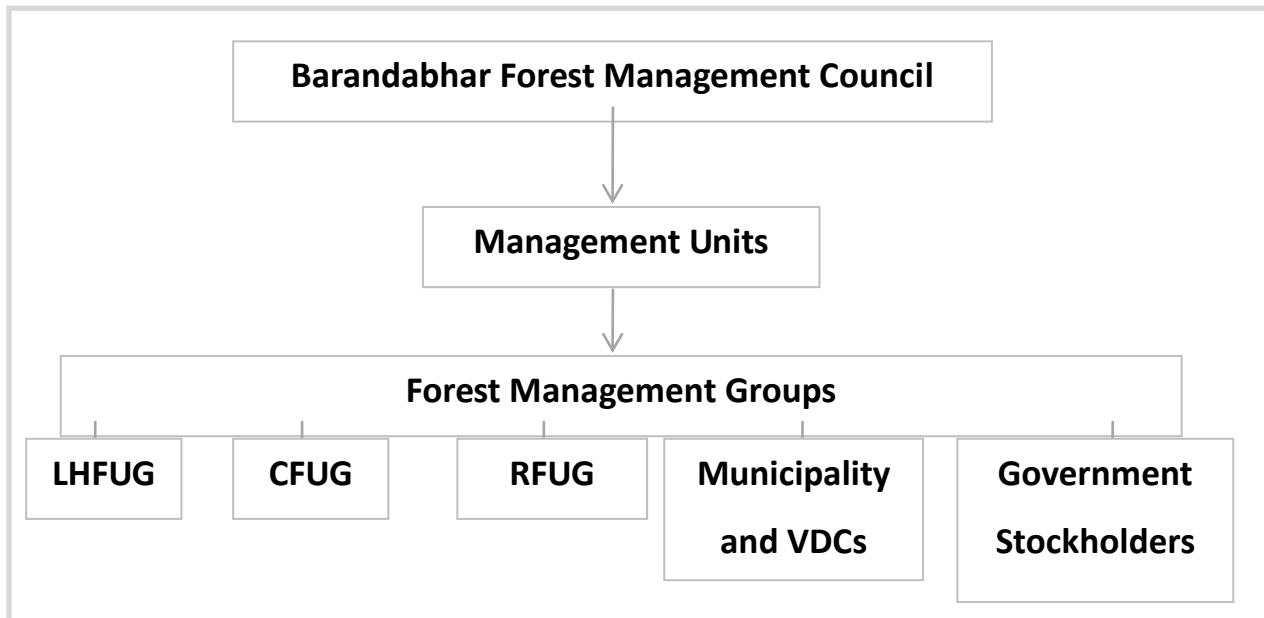 Barandabhar Forest Management Council
Management Units
Forest Management Groups
LHFUG
CFUG
RFUG
Municipality
and VDCs
Government
Stockholders